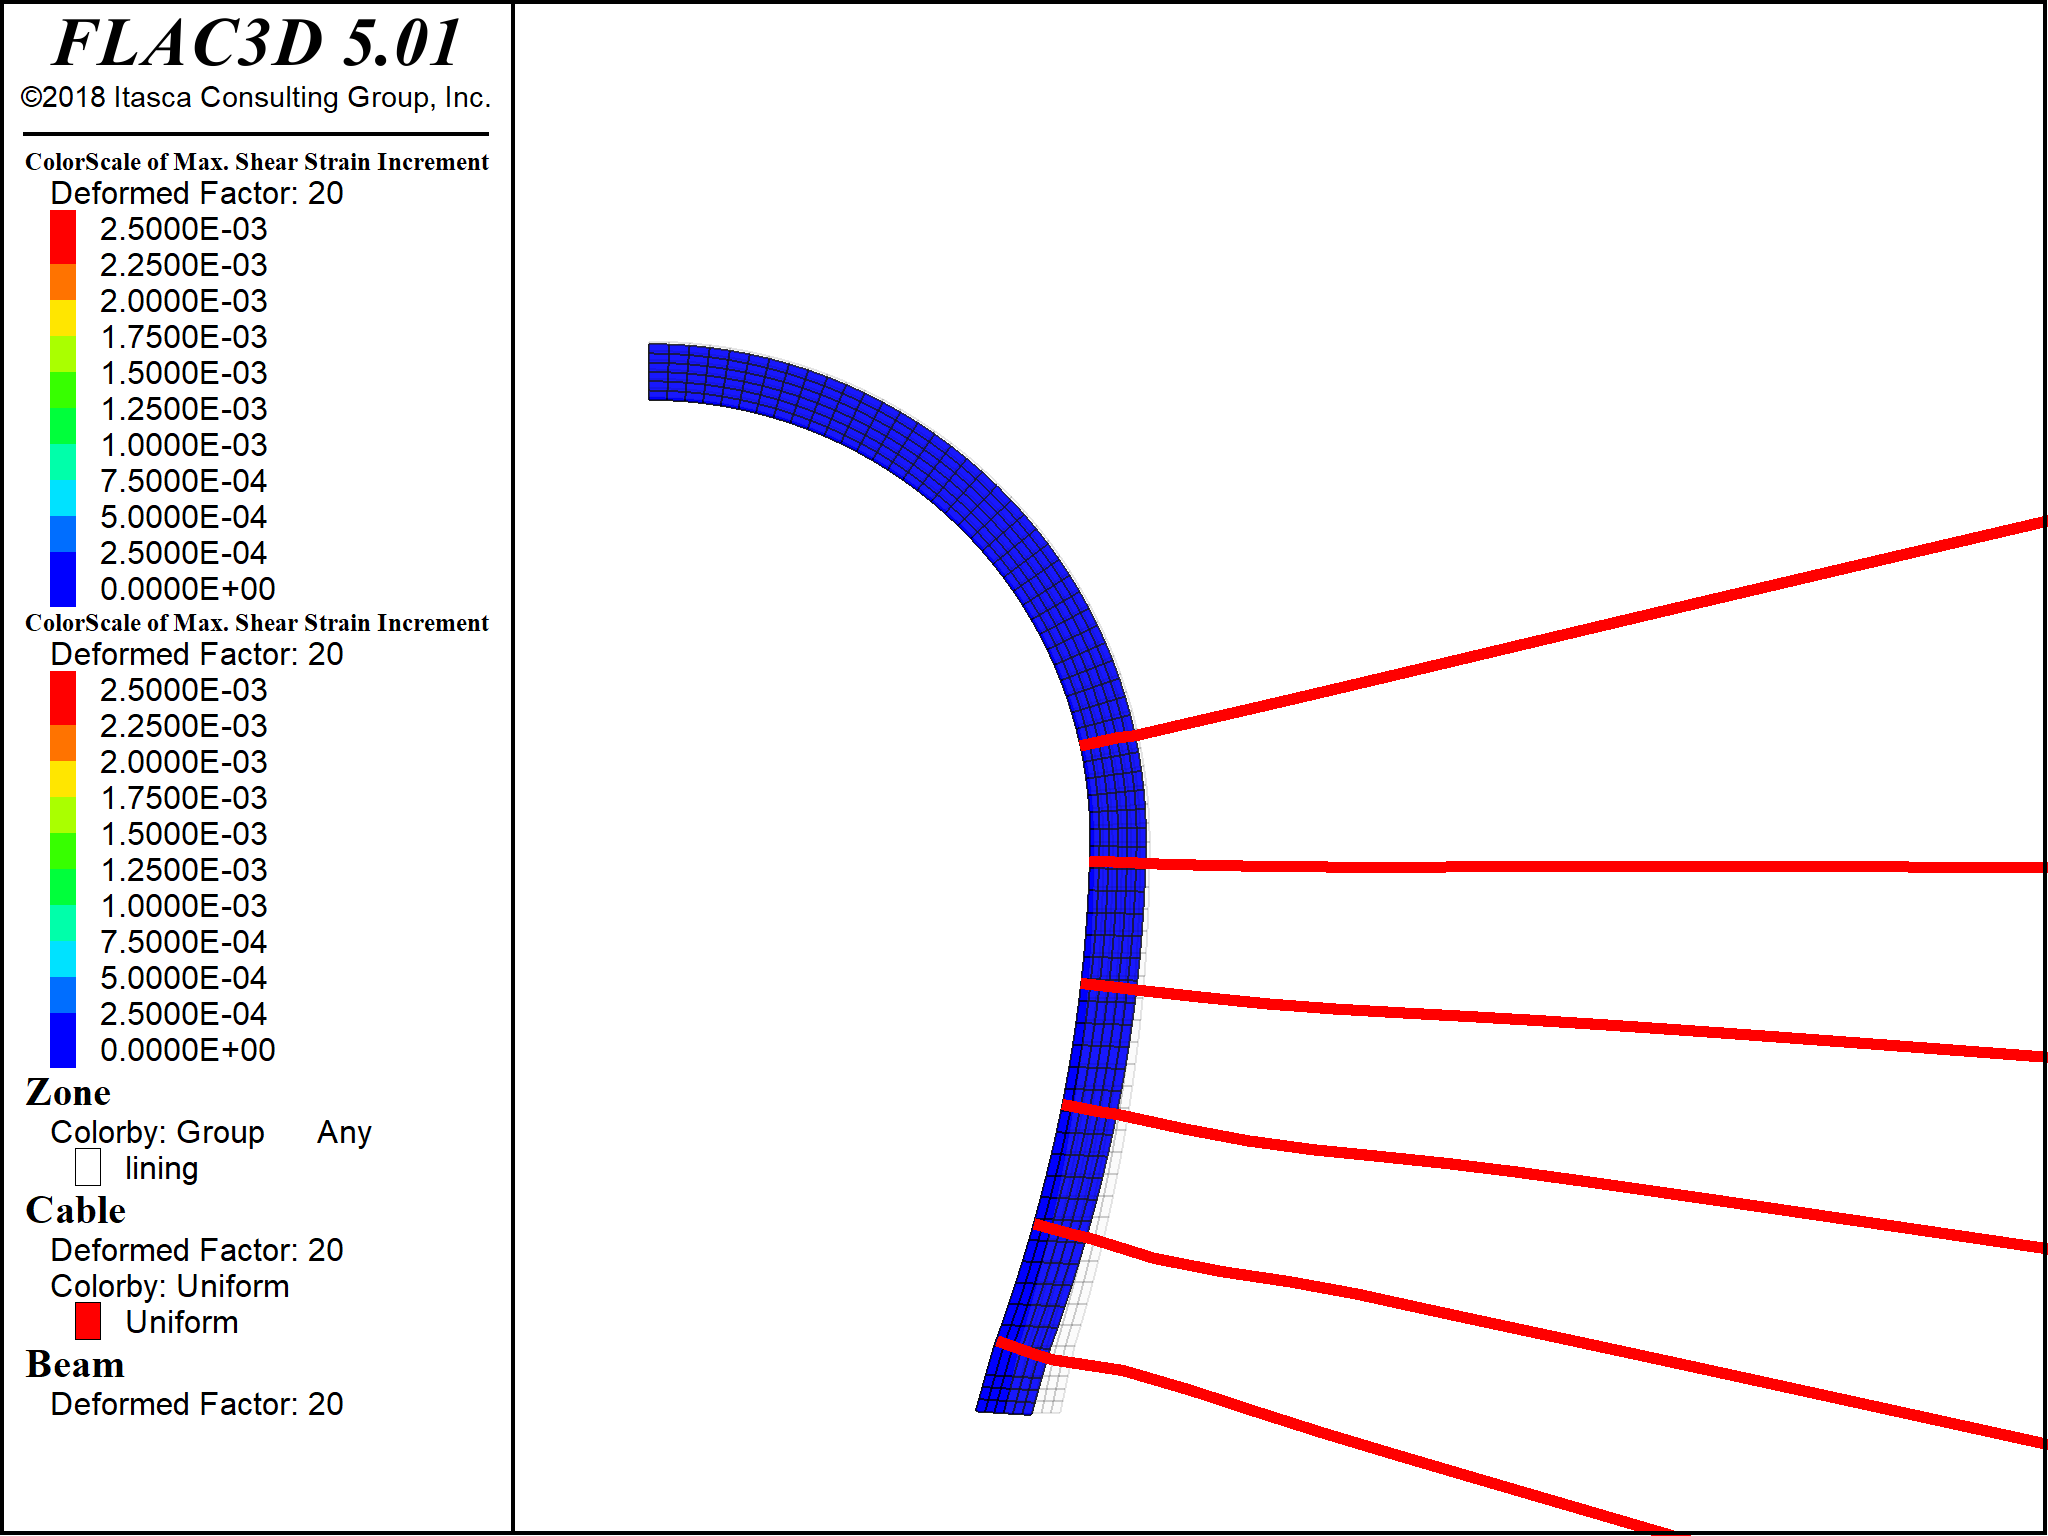 FLAC3D 5.01
©2018 Itasca Consulting Group, Inc.
ColorScale of Max. Shear Strain Increment
Deformed Factor: 20
2.5000E-03
2.2500E-03
2.0000E-03
1.7500E-03
1.5000E-03
1.2500E-03
1.0000E-03
7.5000E-04
5.0000E-04
2.5000E-04
0.0000E+00
ColorScale of Max. Shear Strain Increment
Deformed Factor: 20
2.5000E-03
2.2500E-03
2.0000E-03
1.7500E-03
1.5000E-03
1.2500E-03
1.0000E-03
7.5000E-04
5.0000E-04
2.5000E-04
0.0000E+00
Zone
Colorby: Group Any
lining
Cable
Deformed Factor: 20
Colorby: Uniform
Uniform
Beam
Deformed Factor: 20